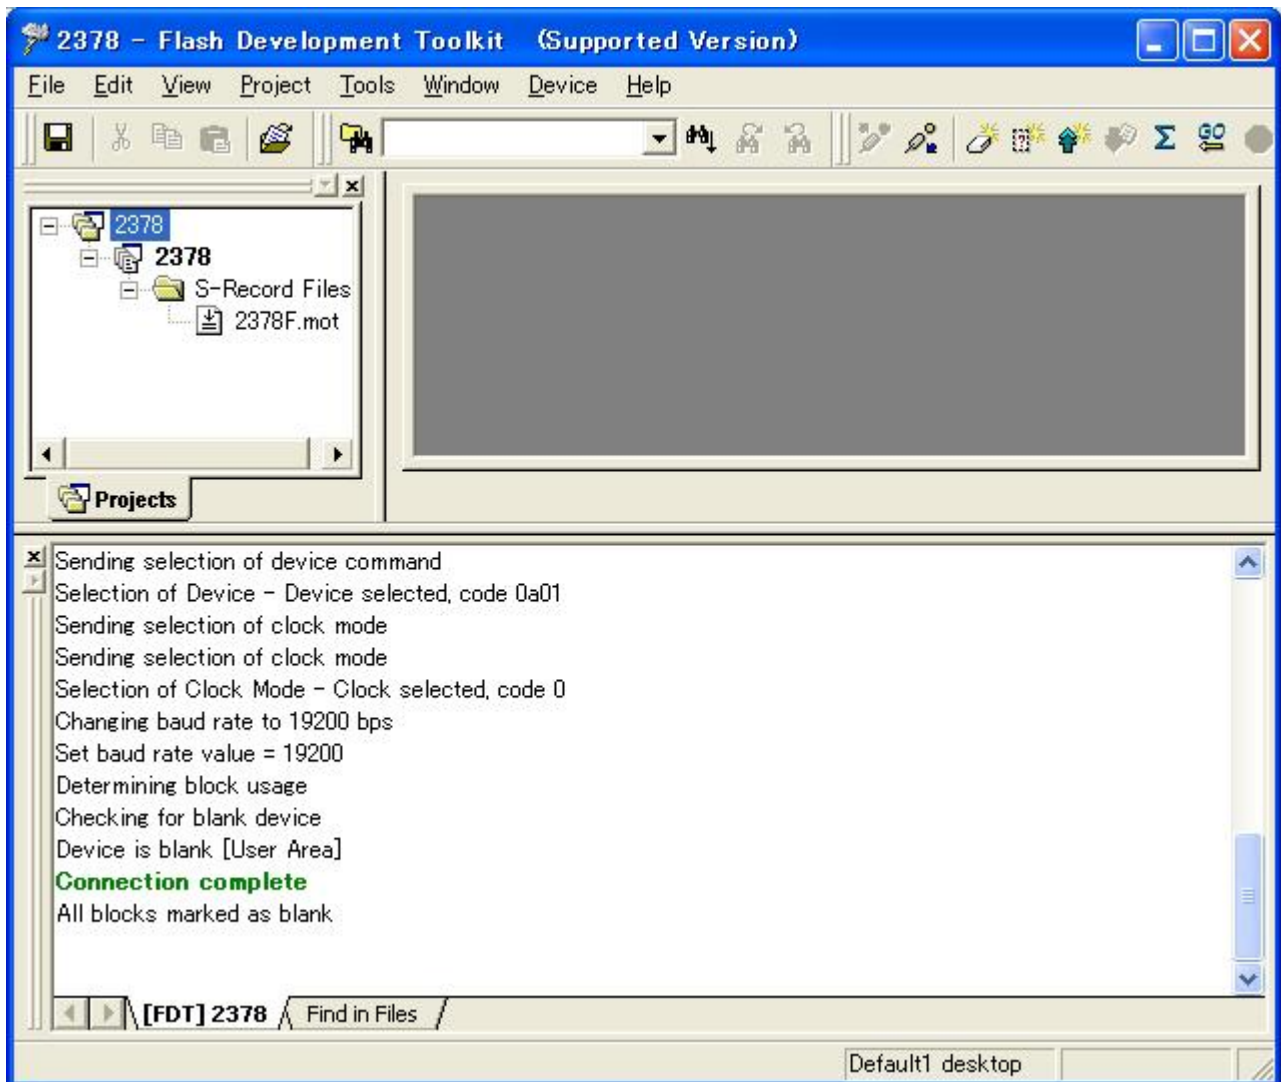 2378 - Flash Development Toolkit (Supported Version)
File Edit View Project Tools Window Device Help
GO
2378
2378
S-Record Files
2378F.mot
Projects
Sending selection of device command
Selection of Device - Device selected, code 0a01
Sending selection of clock mode
Sending selection of clock mode
Selection of Clock Mode - Clock selected, code 0
Changing baud rate to 19200 bps
Set baud rate value = 19200
Determining block usage
Checking for blank device
Device is blank [User Area]
Connection complete
All blocks marked as blank
[FDT] 2378 Find in Files
Default1 desktop